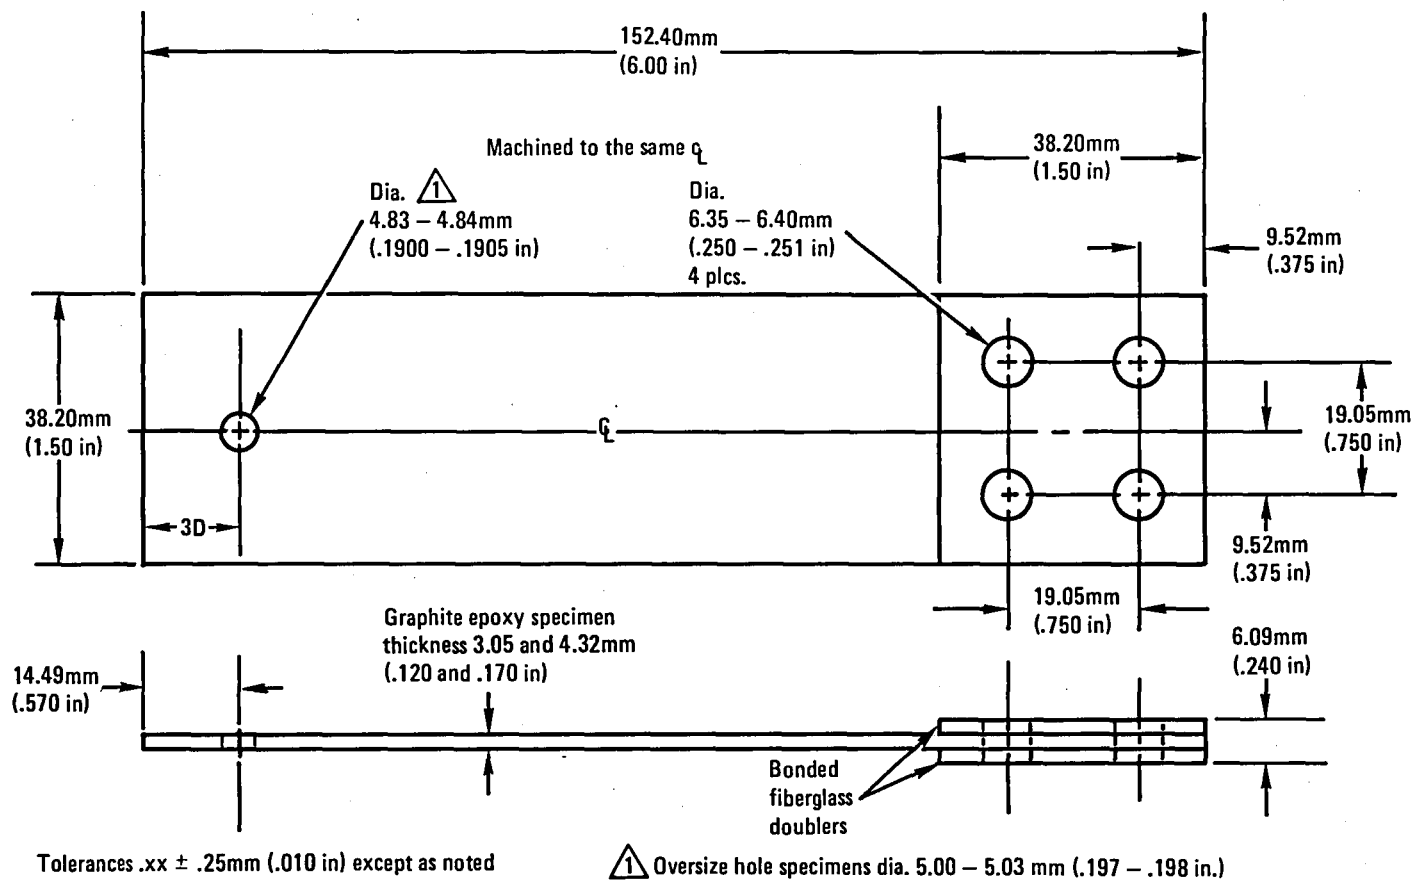 152.40mm
(6.00 in)
Machined to the same ℄
38.20mm
(1.50 in)
Dia. 1
4.83 – 4.84mm
(.1900 – .1905 in)
Dia.
6.35 – 6.40mm
(.250 – .251 in)
4 plcs.
9.52mm
(.375 in)
38.20mm
(1.50 in)
℄
19.05mm
(.750 in)
3D
9.52mm
(.375 in)
19.05mm
(.750 in)
Graphite epoxy specimen
thickness 3.05 and 4.32mm
(.120 and .170 in)
6.09mm
(.240 in)
14.49mm
(.570 in)
Bonded
fiberglass
doublers
Tolerances .xx ± .25mm (.010 in) except as noted
1 Oversize hole specimens dia. 5.00 – 5.03 mm (.197 – .198 in.)